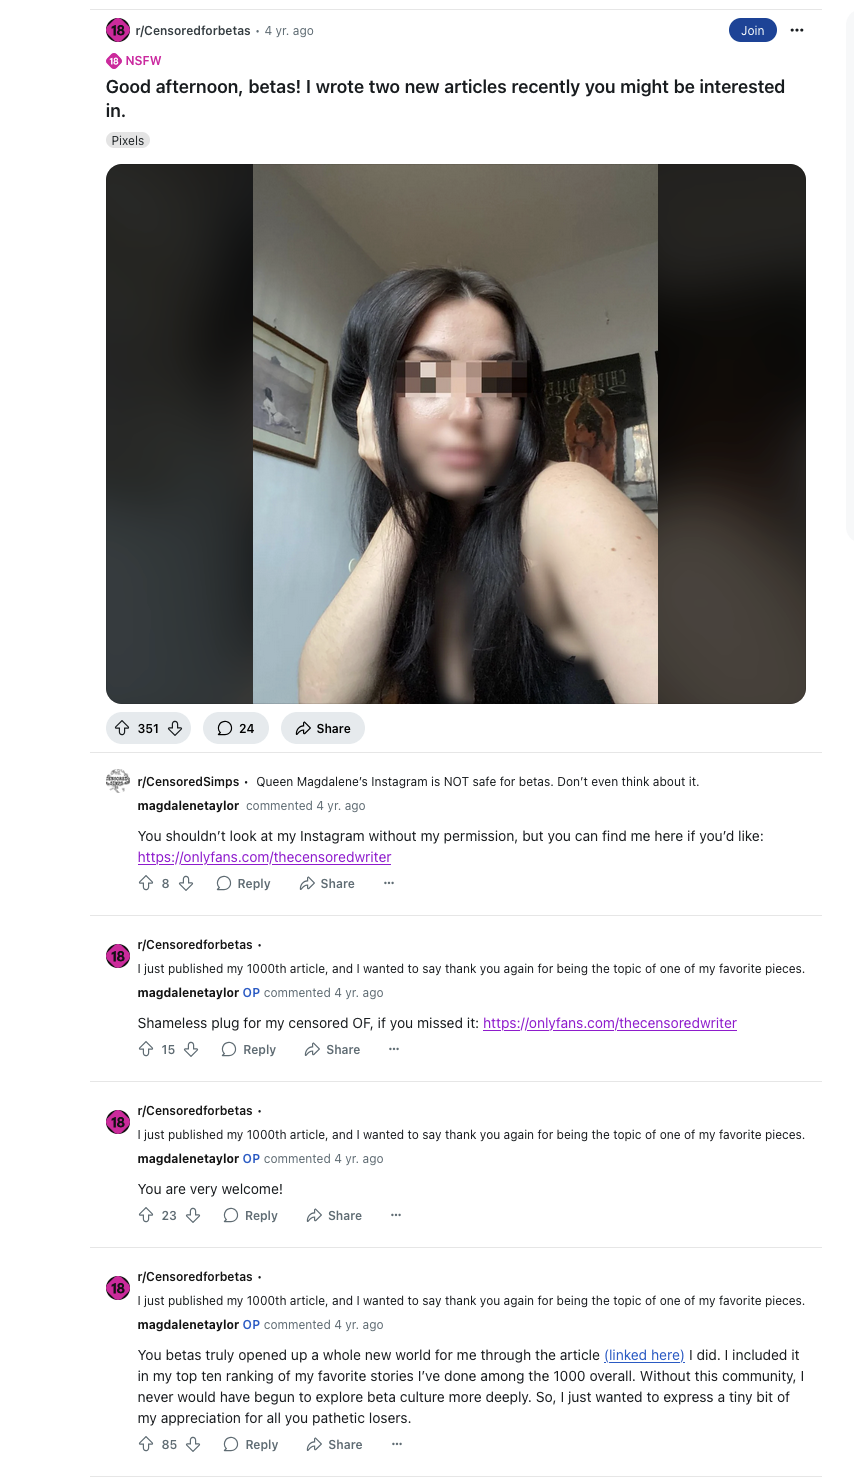 18 r/Censoredforbetas • 4 yr. ago Join
18 NSFW
Good afternoon, betas! I wrote two new articles recently you might be interested
in.
Pixels
351 24 Share
r/CensoredSimps • Queen Magdalene's Instagram is NOT safe for betas. Don't even think about it.
magdalenetaylor commented 4 yr. ago
You shouldn't look at my Instagram without my permission, but you can find me here if you'd like:
https://onlyfans.com/thecensoredwriter
8 Reply Share
r/Censoredforbetas •
18 I just published my 1000th article, and I wanted to say thank you again for being the topic of one of my favorite pieces.
magdalenetaylor OP commented 4 yr. ago
Shameless plug for my censored OF, if you missed it: https://onlyfans.com/thecensoredwriter
15 Reply Share
r/Censoredforbetas •
18 I just published my 1000th article, and I wanted to say thank you again for being the topic of one of my favorite pieces.
magdalenetaylor OP commented 4 yr. ago
You are very welcome!
23 Reply Share
r/Censoredforbetas •
18 I just published my 1000th article, and I wanted to say thank you again for being the topic of one of my favorite pieces.
magdalenetaylor OP commented 4 yr. ago
You betas truly opened up a whole new world for me through the article (linked here) I did. I included it
in my top ten ranking of my favorite stories I've done among the 1000 overall. Without this community, I
never would have begun to explore beta culture more deeply. So, I just wanted to express a tiny bit of
my appreciation for all you pathetic losers.
85 Reply Share